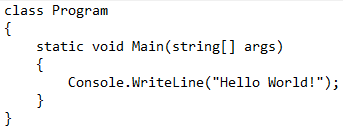 class Program
{
    static void Main(string[] args)
    {
        Console.WriteLine("Hello World!");
    }
}